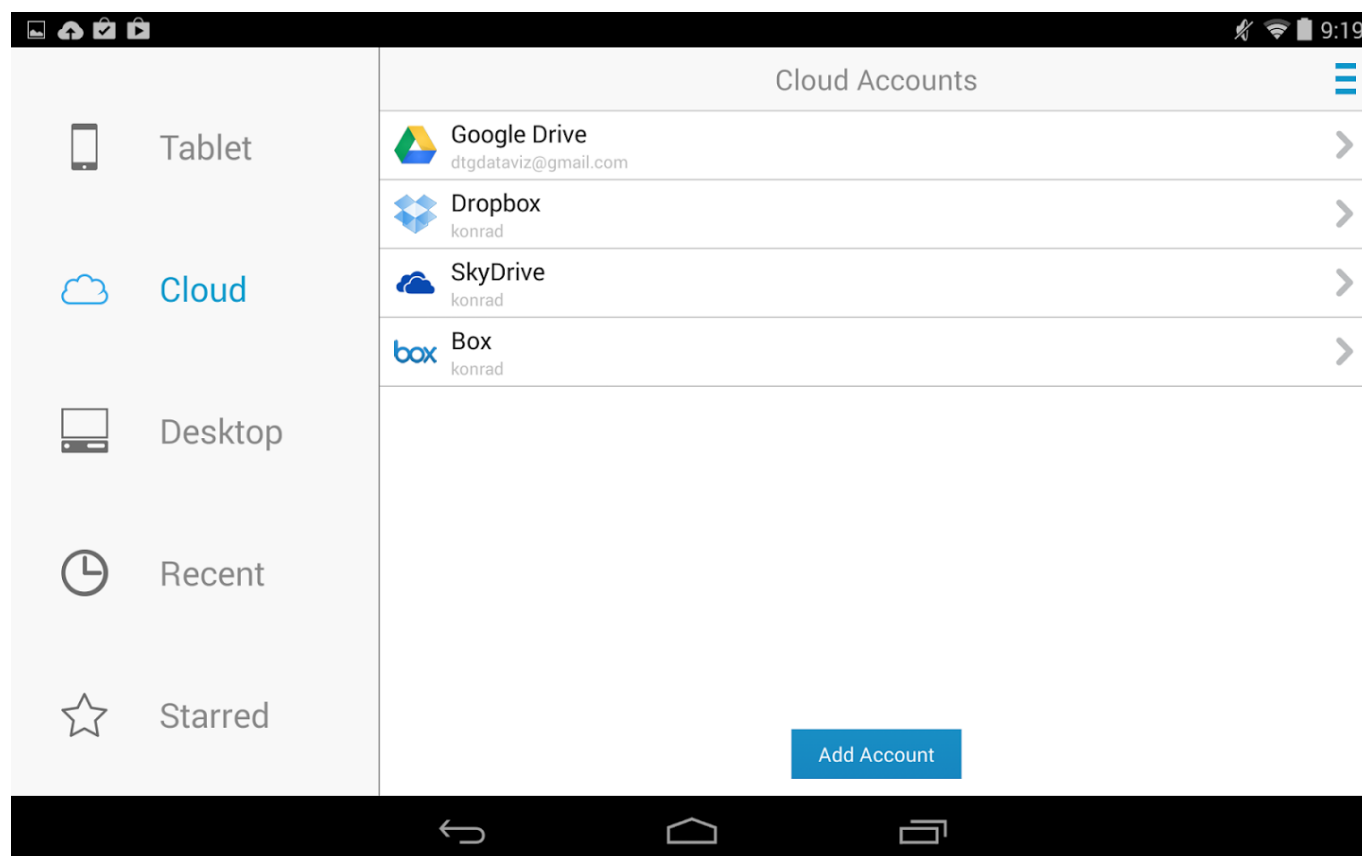 9:19
Tablet
Cloud
Desktop
Recent
Starred
Cloud Accounts
Google Drive
dtgdataviz@gmail.com
Dropbox
konrad
SkyDrive
konrad
box
Box
konrad
Add Account